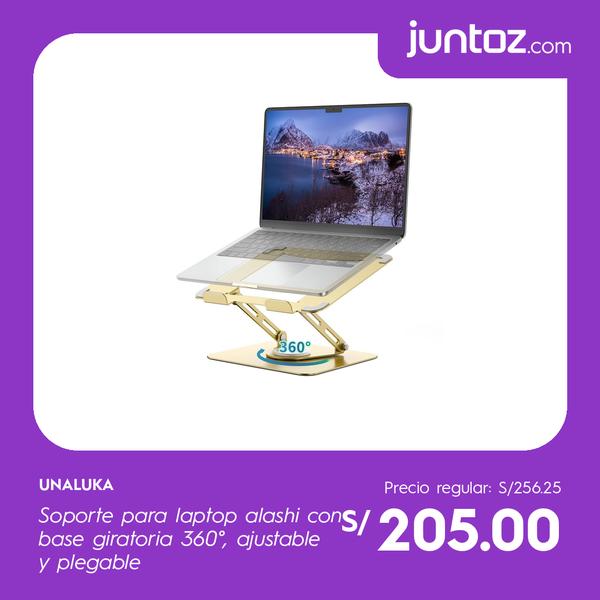 juntoz.com
360°
UNALUKA
Soporte para laptop alashi con
base giratoria 360°, ajustable
y plegable
Precio regular: S/256.25
S/ 205.00